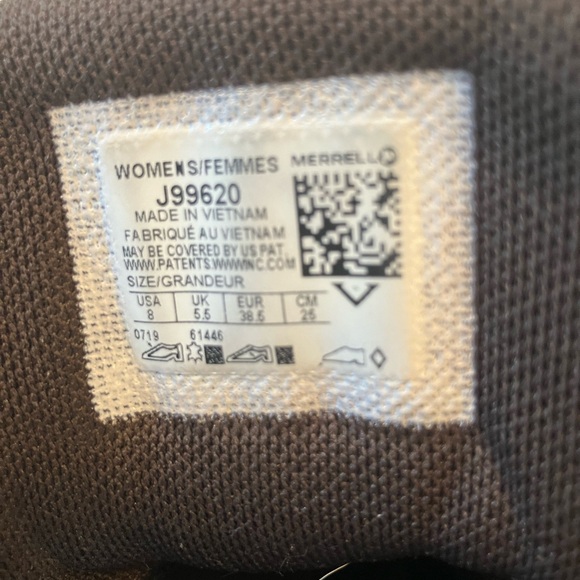 WOMENS/FEMMES MERRELL
J99620
MADE IN VIETNAM
FABRIQUÉ AU VIETNAM
MAY BE COVERED BY US PAT.
WWW.PATENTS.WWWINC.COM
SIZE/GRANDEUR
USA UK EUR CM
8 5.5 38.5 25
0719 61446